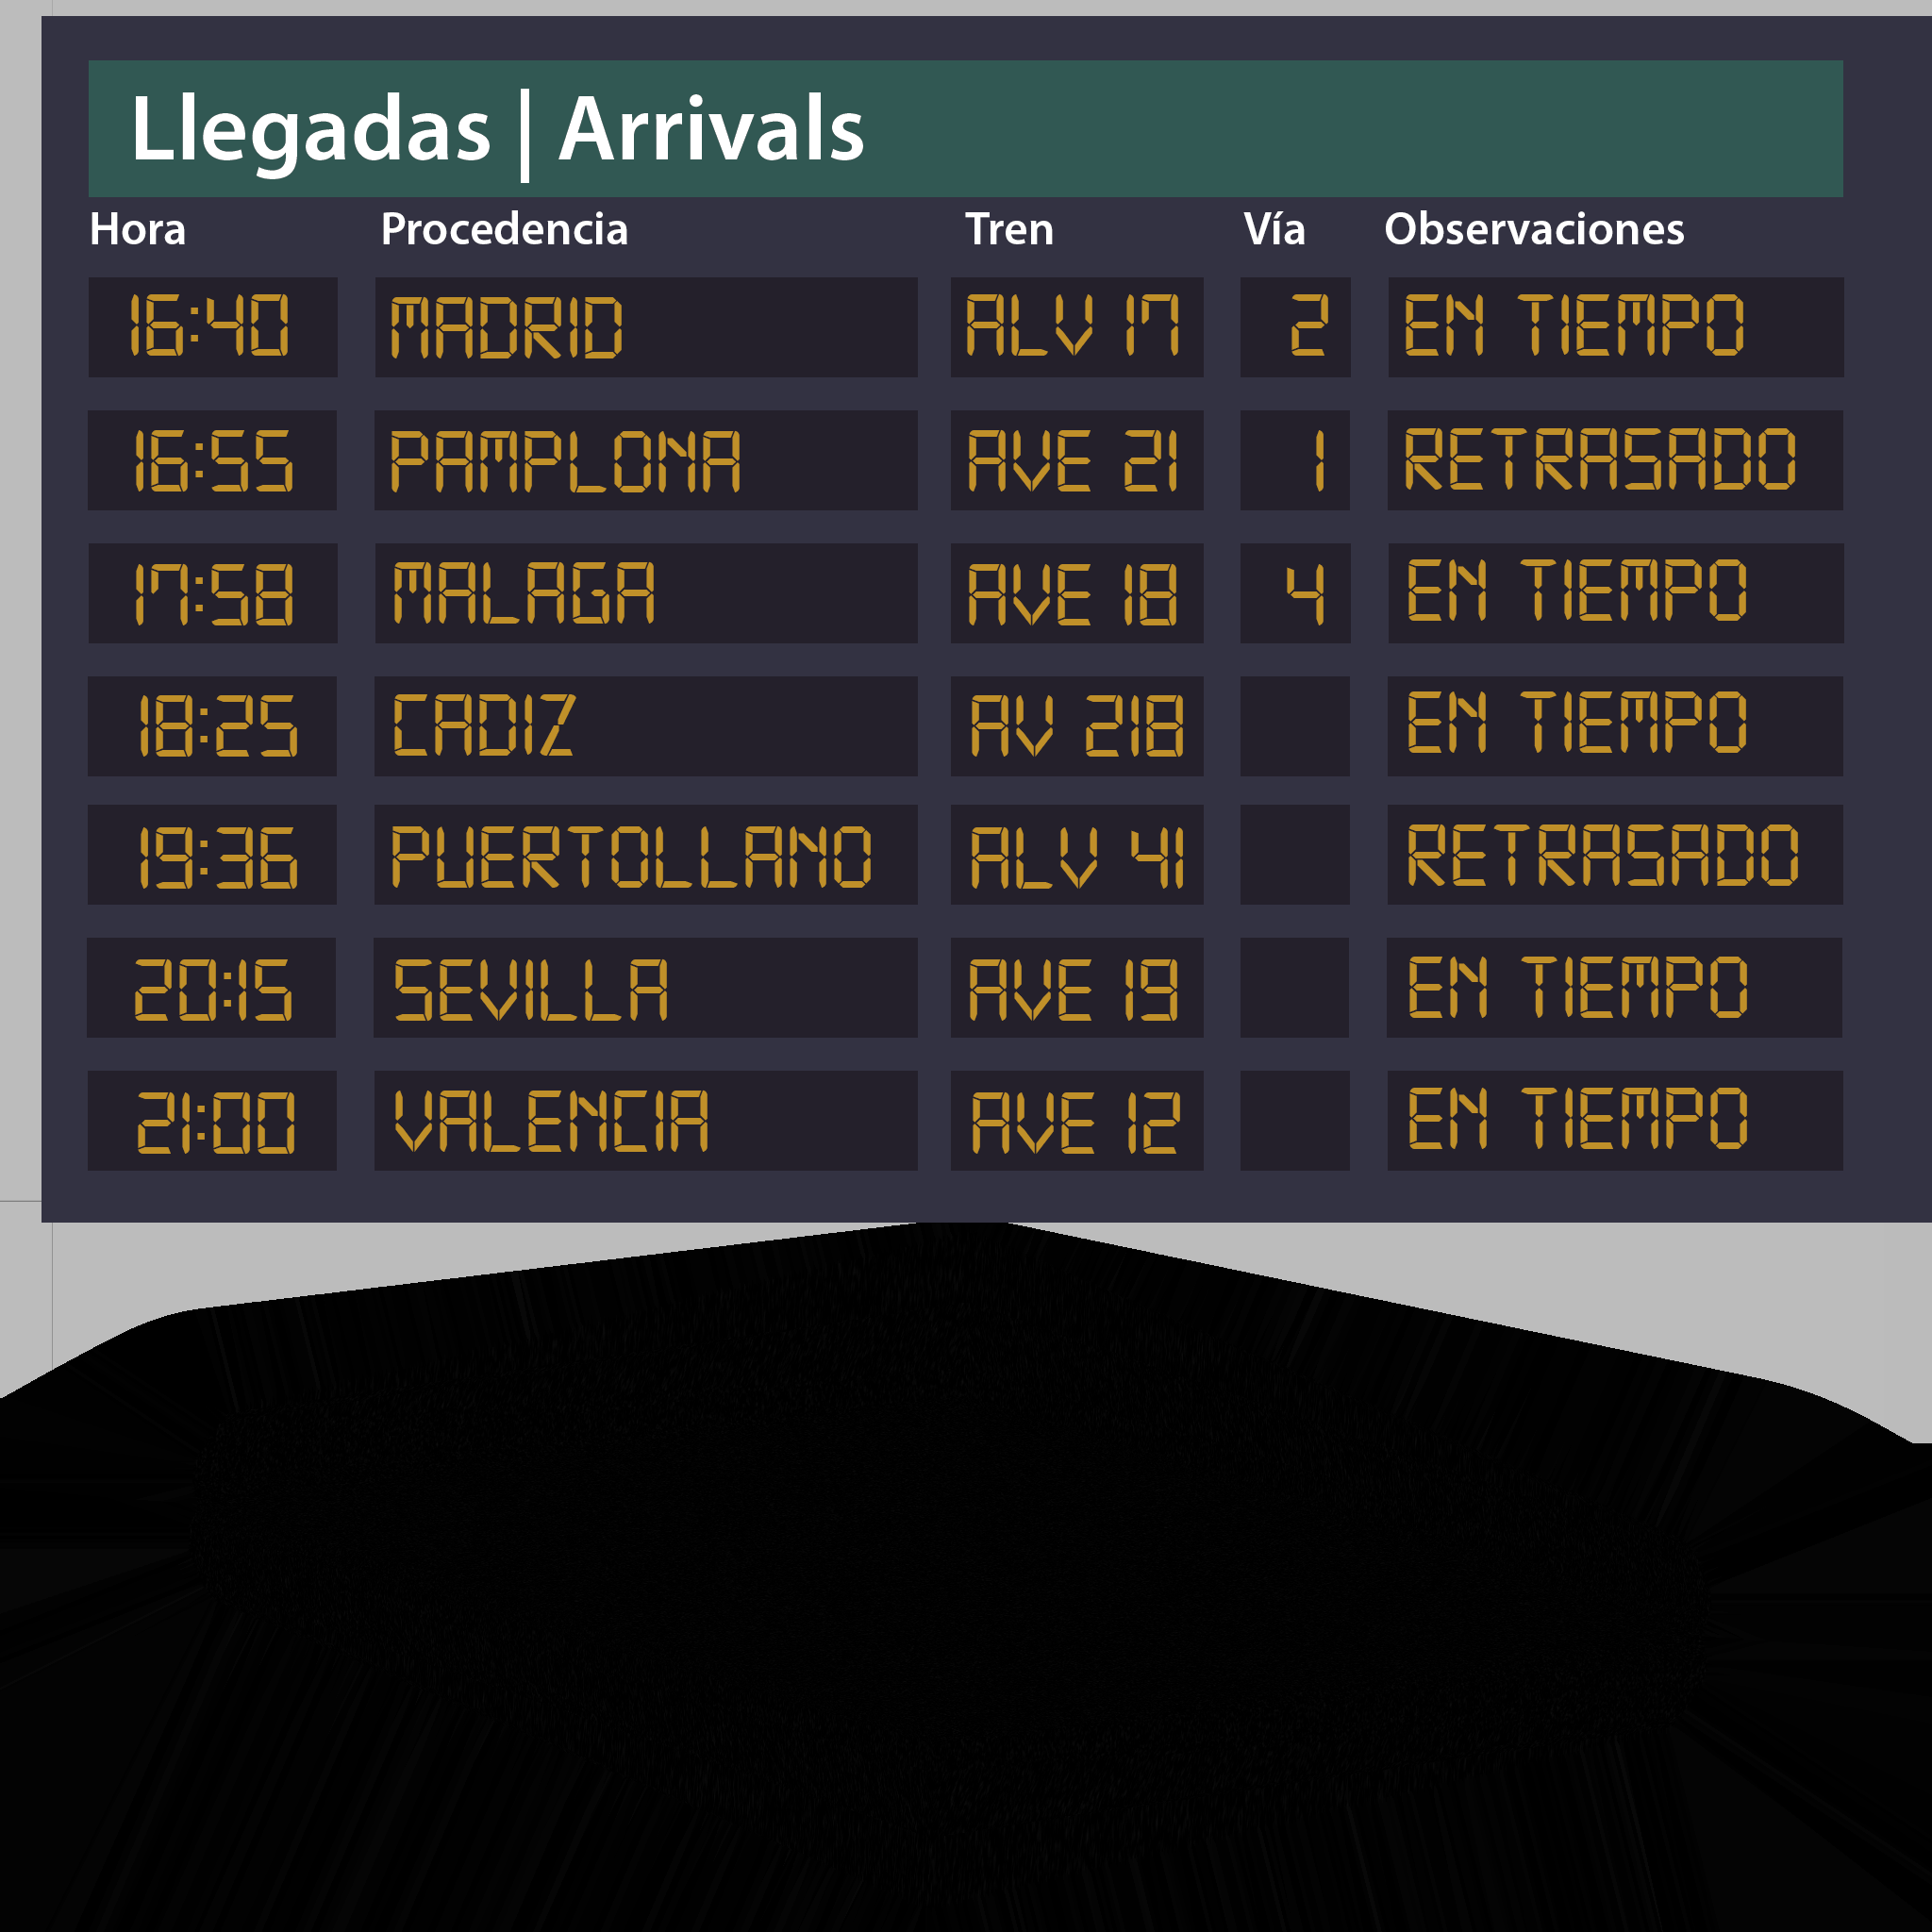 Llegadas | Arrivals
Hora Procedencia Tren Vía Observaciones
16:40 MADRID ALV 17 2 EN TIEMPO
16:55 PAMPLONA AVE 21 1 RETRASADO
17:58 MALAGA AVE 18 4 EN TIEMPO
18:25 CADIZ AV 218 EN TIEMPO
19:36 PUERTOLLANO ALV 41 RETRASADO
20:15 SEVILLA AVE 19 EN TIEMPO
21:00 VALENCIA AVE 12 EN TIEMPO